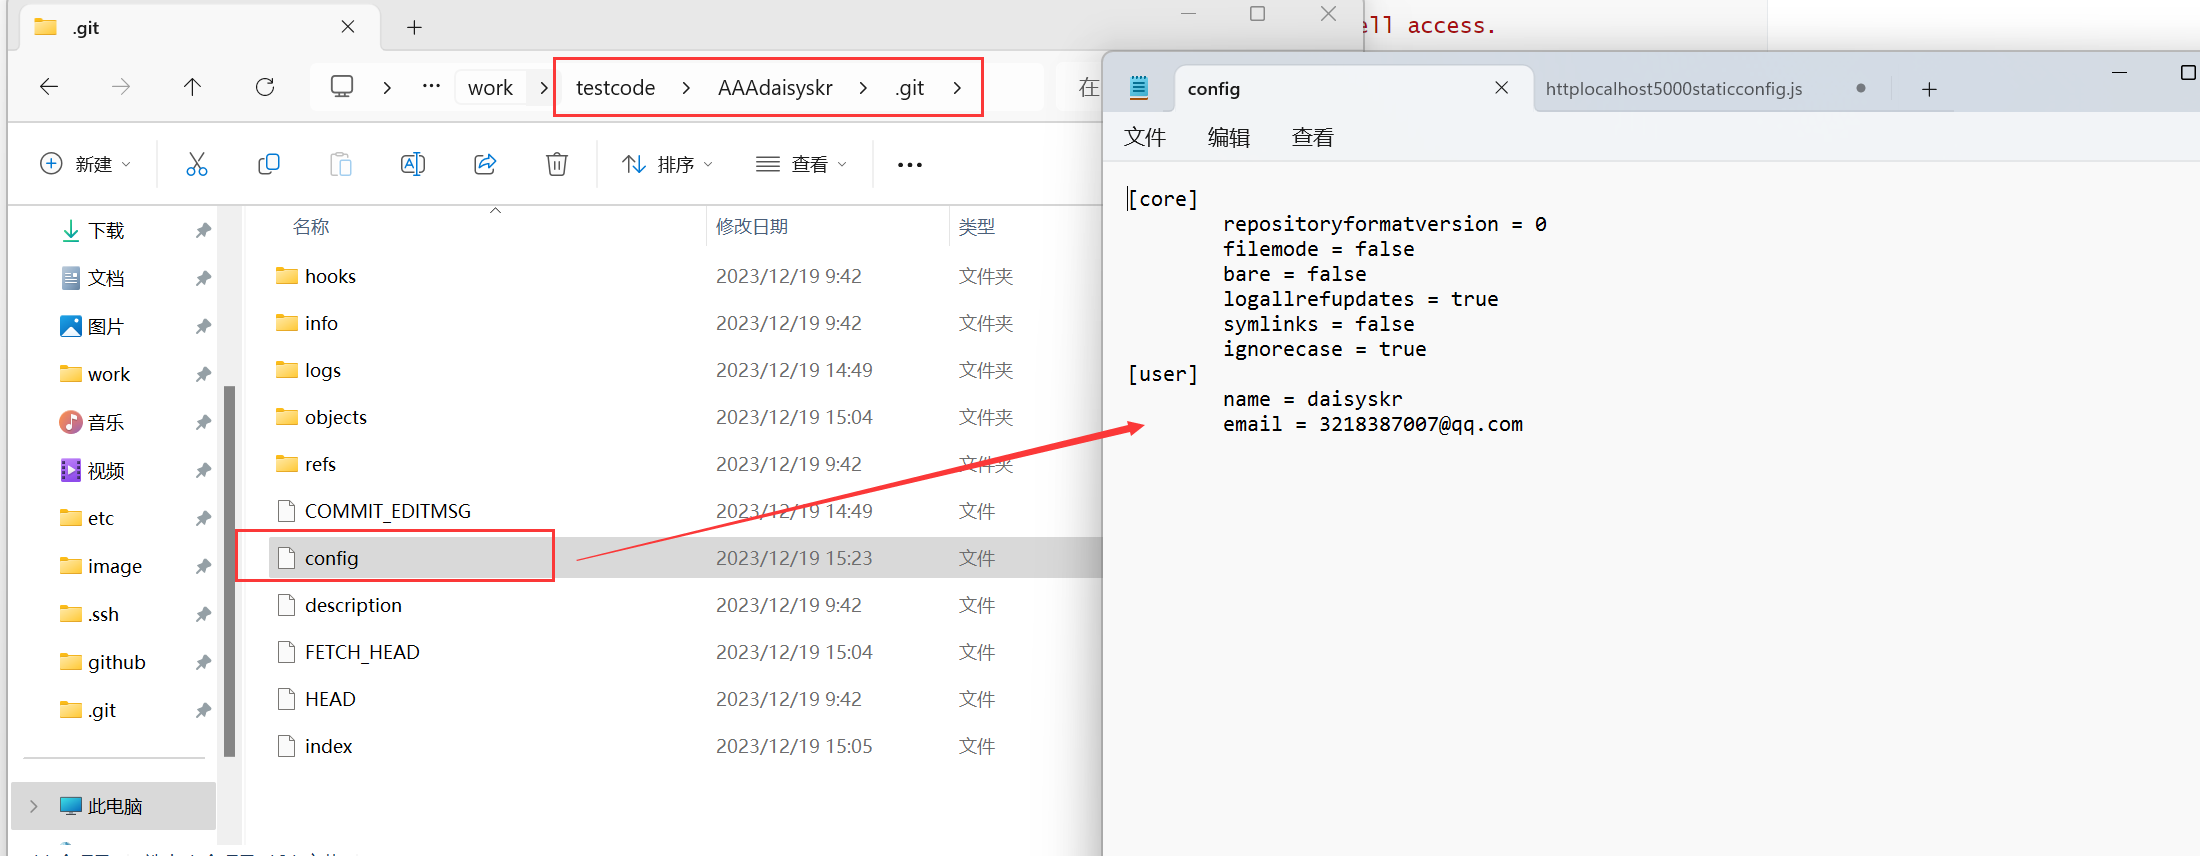 .git
ell access.
work
testcode
AAAdaisyskr
.git
在
新建
排序
查看
下载
文档
图片
work
音乐
视频
etc
image
.ssh
github
.git
此电脑
名称 修改日期 类型
hooks 2023/12/19 9:42 文件夹
info 2023/12/19 9:42 文件夹
logs 2023/12/19 14:49 文件夹
objects 2023/12/19 15:04 文件夹
refs 2023/12/19 9:42 文件夹
COMMIT_EDITMSG 2023/12/19 14:49 文件
config 2023/12/19 15:23 文件
description 2023/12/19 9:42 文件
FETCH_HEAD 2023/12/19 15:04 文件
HEAD 2023/12/19 9:42 文件
index 2023/12/19 15:05 文件
config
httplocalhost5000staticconfig.js
文件 编辑 查看
[core]
repositoryformatversion = 0
filemode = false
bare = false
logallrefupdates = true
symlinks = false
ignorecase = true
[user]
name = daisyskr
email = 3218387007@qq.com